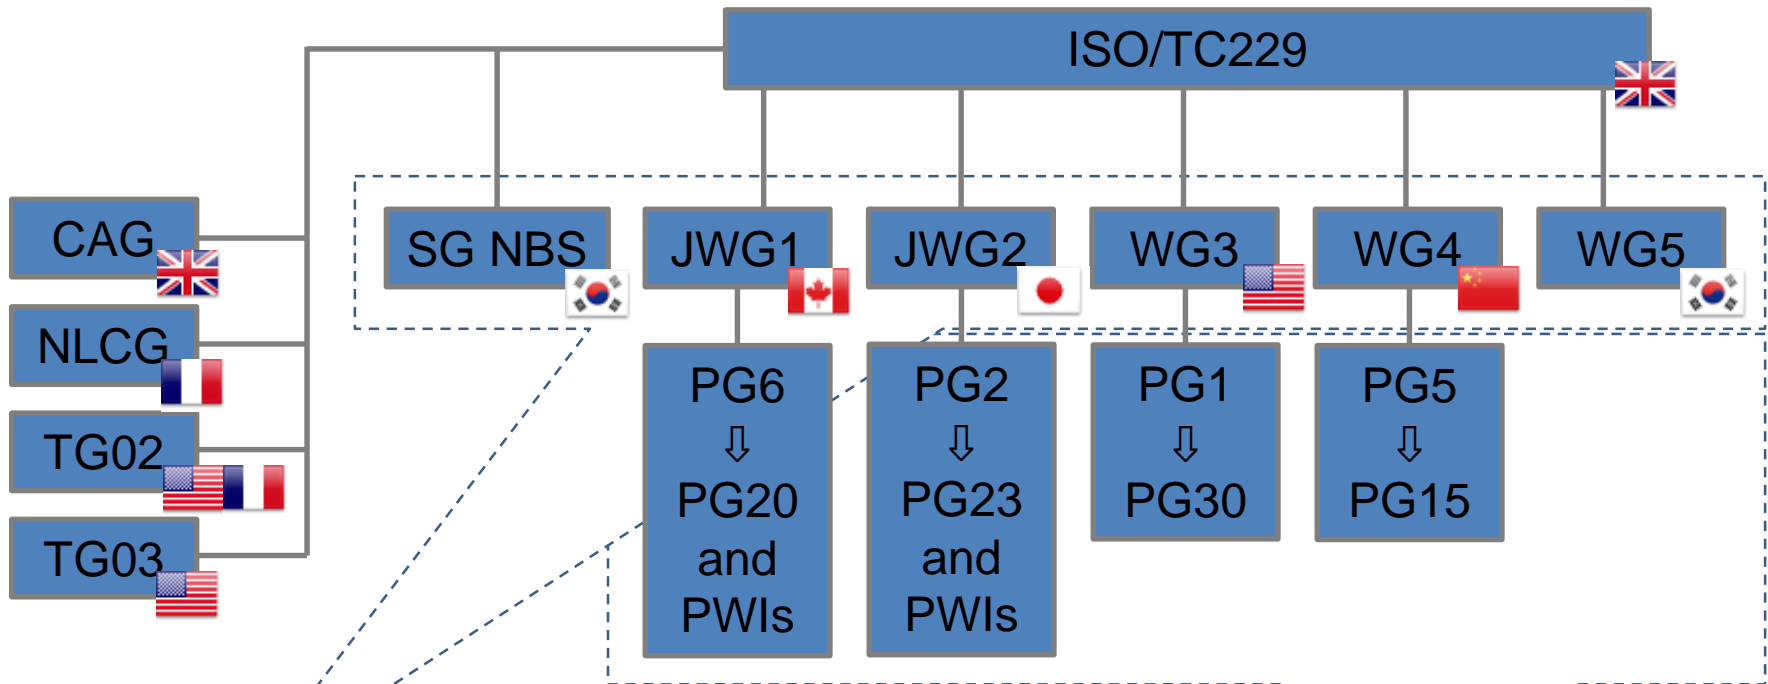 ISO/TC229
CAG
NLCG
TG02
TG03
SG NBS
JWG1
JWG2
WG3
WG4
WG5
PG6
⇩
PG20
and
PWIs
PG2
⇩
PG23
and
PWIs
PG1
⇩
PG30
PG5
⇩
PG15